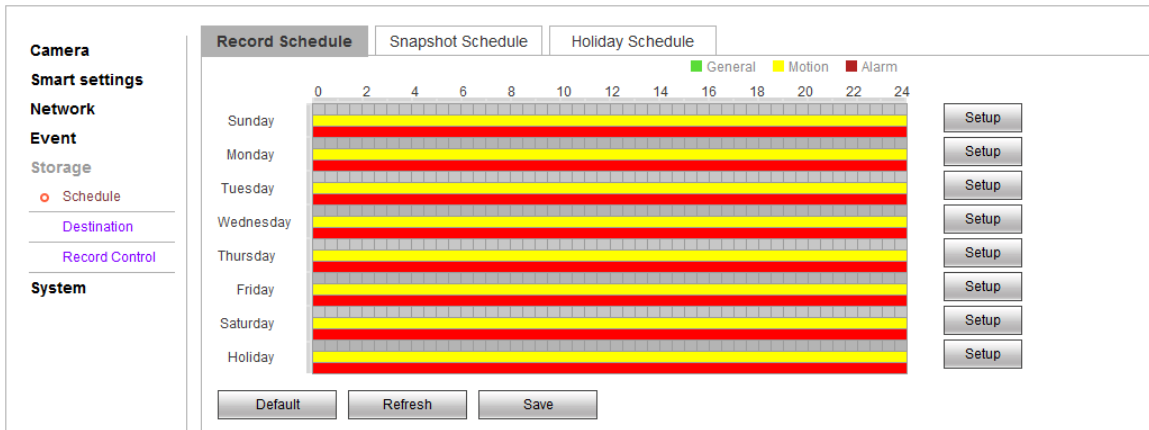 Camera
Smart settings
Network
Event
Storage
Schedule
Destination
Record Control
System
Record Schedule Snapshot Schedule Holiday Schedule
General Motion Alarm
0 2 4 6 8 10 12 14 16 18 20 22 24
Sunday Setup
Monday Setup
Tuesday Setup
Wednesday Setup
Thursday Setup
Friday Setup
Saturday Setup
Holiday Setup
Default Refresh Save